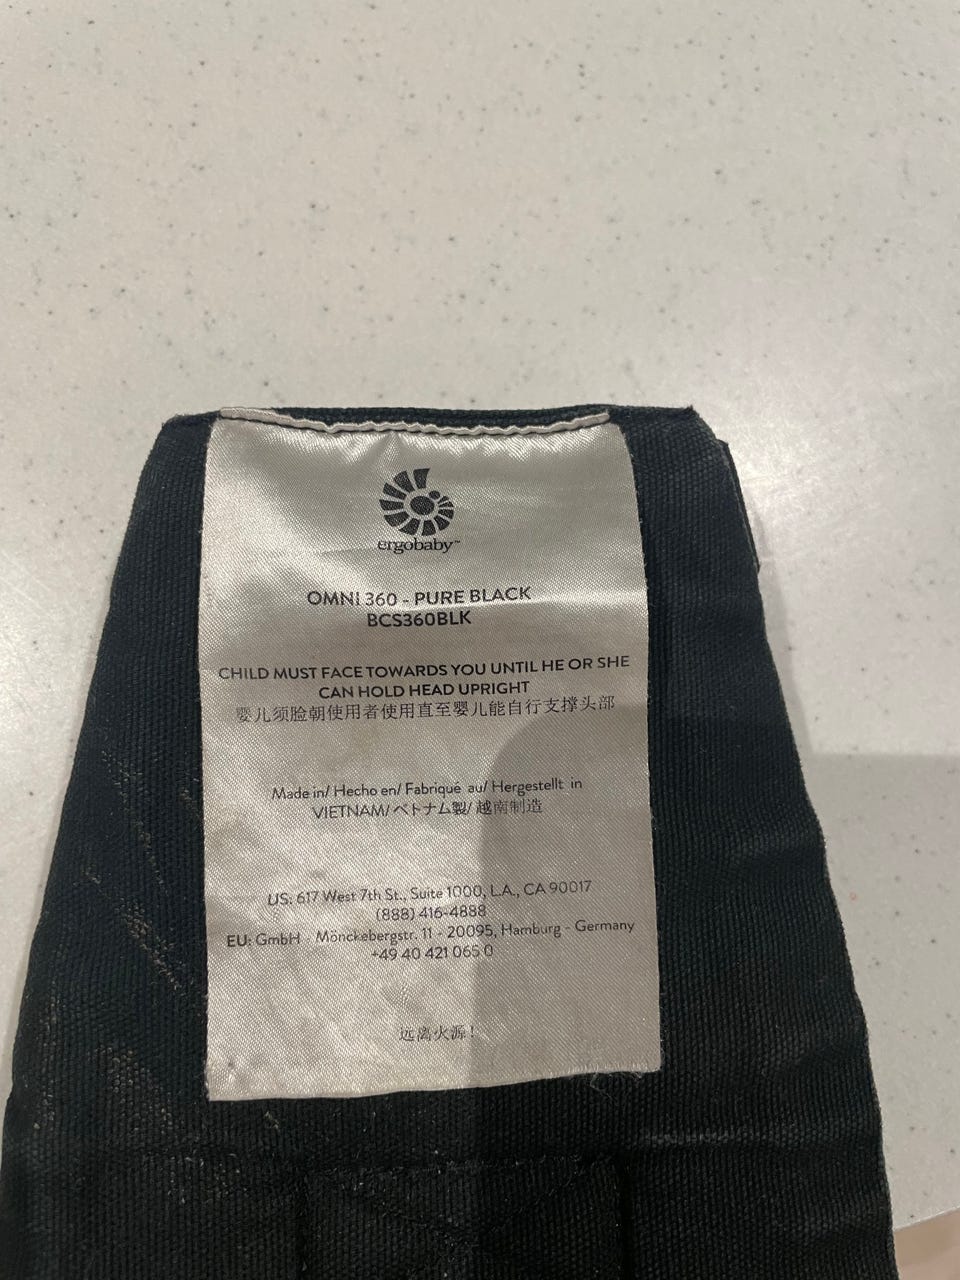 ergobaby™
OMNI 360 - PURE BLACK
BCS360BLK
CHILD MUST FACE TOWARDS YOU UNTIL HE OR SHE
CAN HOLD HEAD UPRIGHT
婴儿须脸朝使用者使用直至婴儿能自行支撑头部
Made in/ Hecho en/ Fabriqué au/ Hergestellt in
VIETNAM/ ベトナム製/ 越南制造
US: 617 West 7th St., Suite 1000, L.A., CA 90017
(888) 416-4888
EU: GmbH - Mönckebergstr. 11 - 20095, Hamburg - Germany
+49 40 421 065 0
远离火源!